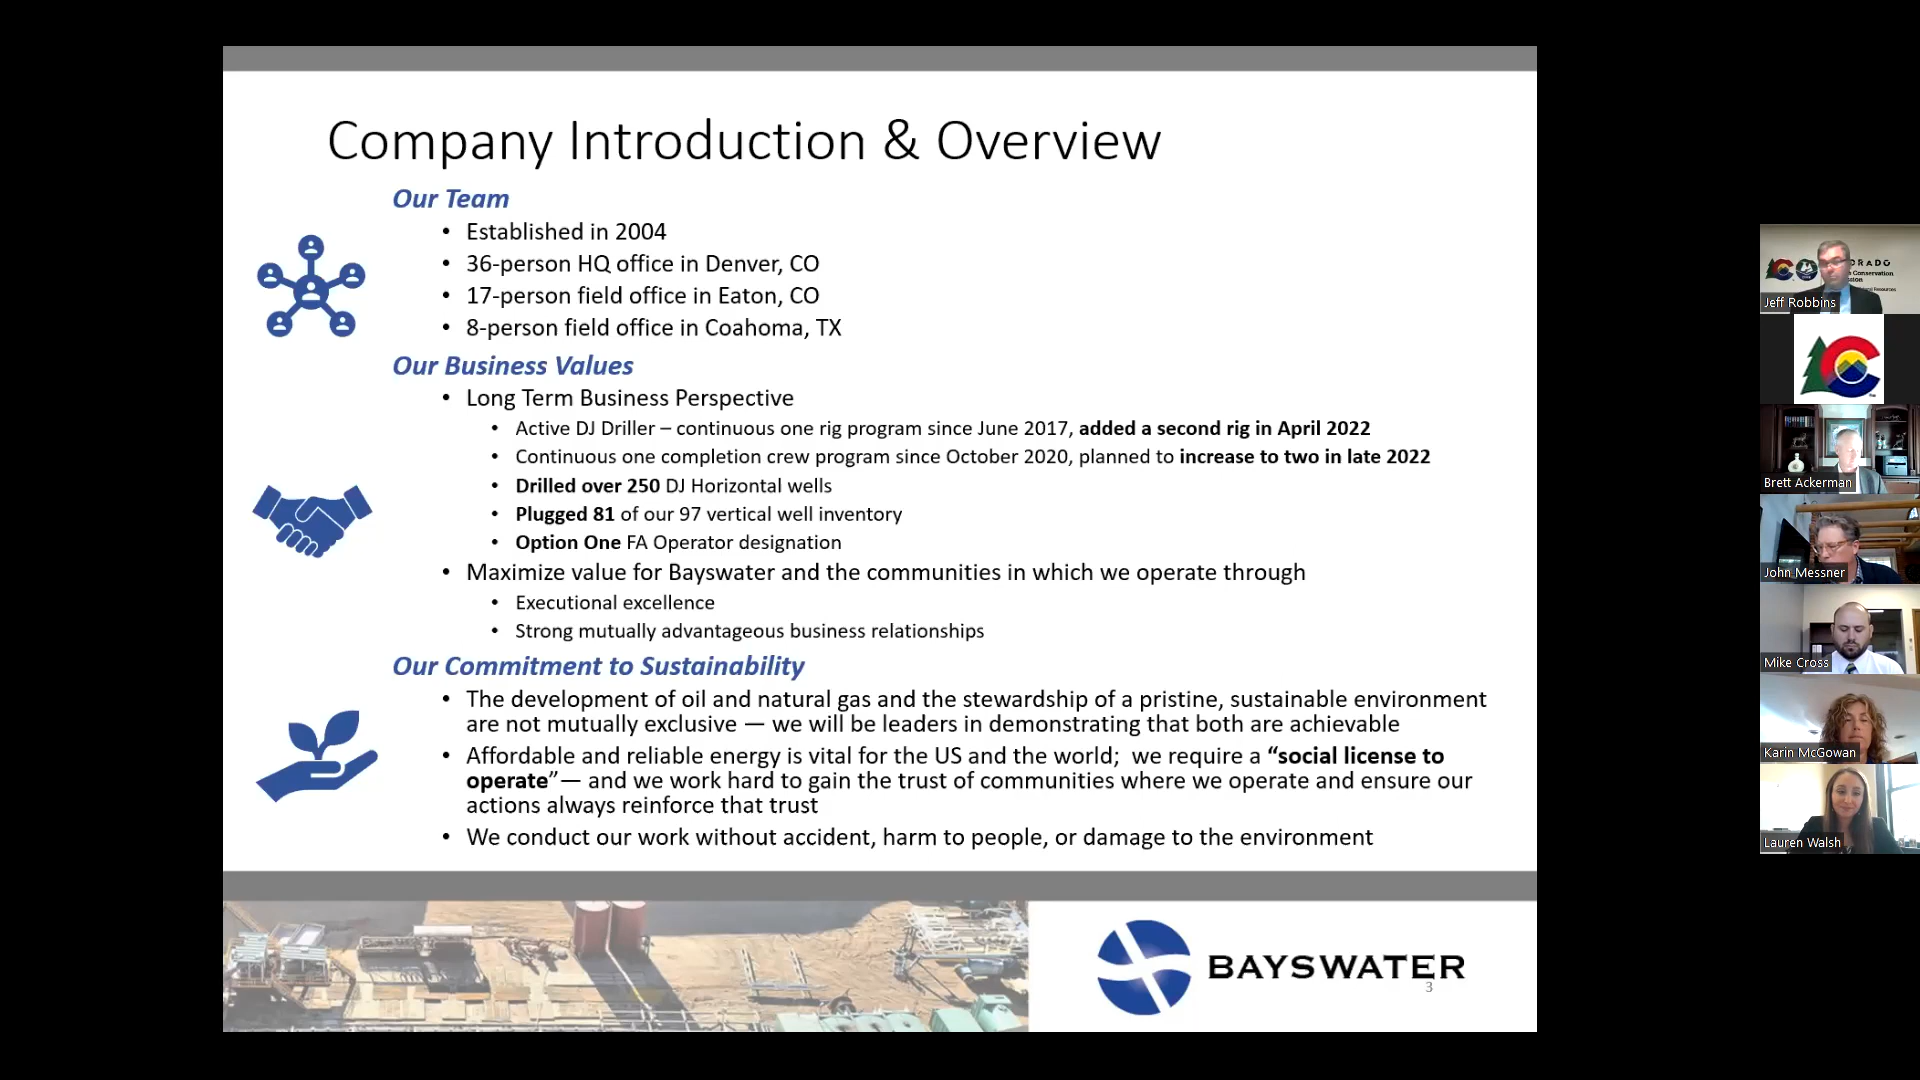 Company Introduction & Overview
Our Team
• Established in 2004
• 36-person HQ office in Denver, CO
• 17-person field office in Eaton, CO
• 8-person field office in Coahoma, TX
Our Business Values
• Long Term Business Perspective
• Active DJ Driller – continuous one rig program since June 2017, added a second rig in April 2022
• Continuous one completion crew program since October 2020, planned to increase to two in late 2022
• Drilled over 250 DJ Horizontal wells
• Plugged 81 of our 97 vertical well inventory
• Option One FA Operator designation
• Maximize value for Bayswater and the communities in which we operate through
• Executional excellence
• Strong mutually advantageous business relationships
Our Commitment to Sustainability
• The development of oil and natural gas and the stewardship of a pristine, sustainable environment
are not mutually exclusive — we will be leaders in demonstrating that both are achievable
• Affordable and reliable energy is vital for the US and the world;  we require a “social license to
operate”— and we work hard to gain the trust of communities where we operate and ensure our
actions always reinforce that trust
• We conduct our work without accident, harm to people, or damage to the environment
BAYSWATER
3
Conservation
Jeff Robbins
Brett Ackerman
John Messner
Mike Cross
Karin McGowan
Lauren Walsh